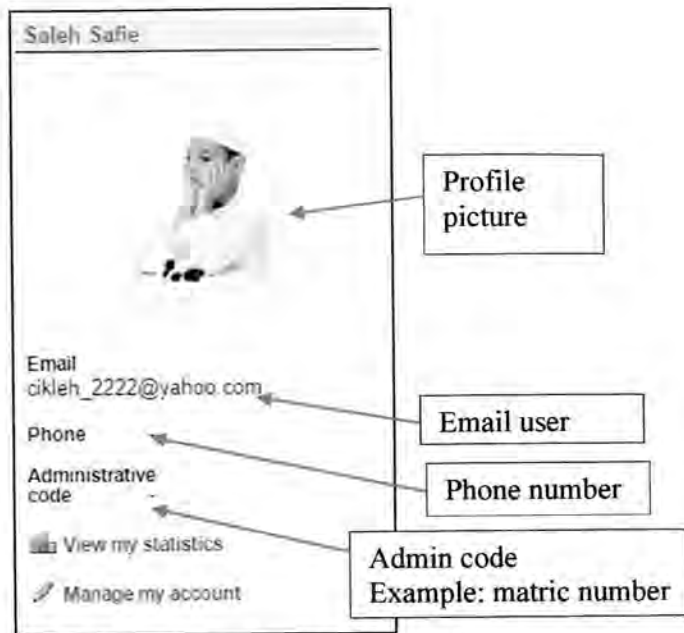 Saleh Safie
Profile
picture
Email
cikleh_2222@yahoo.com
Email user
Phone
Phone number
Administrative
code -
Admin code
Example: matric number
View my statistics
Manage my account